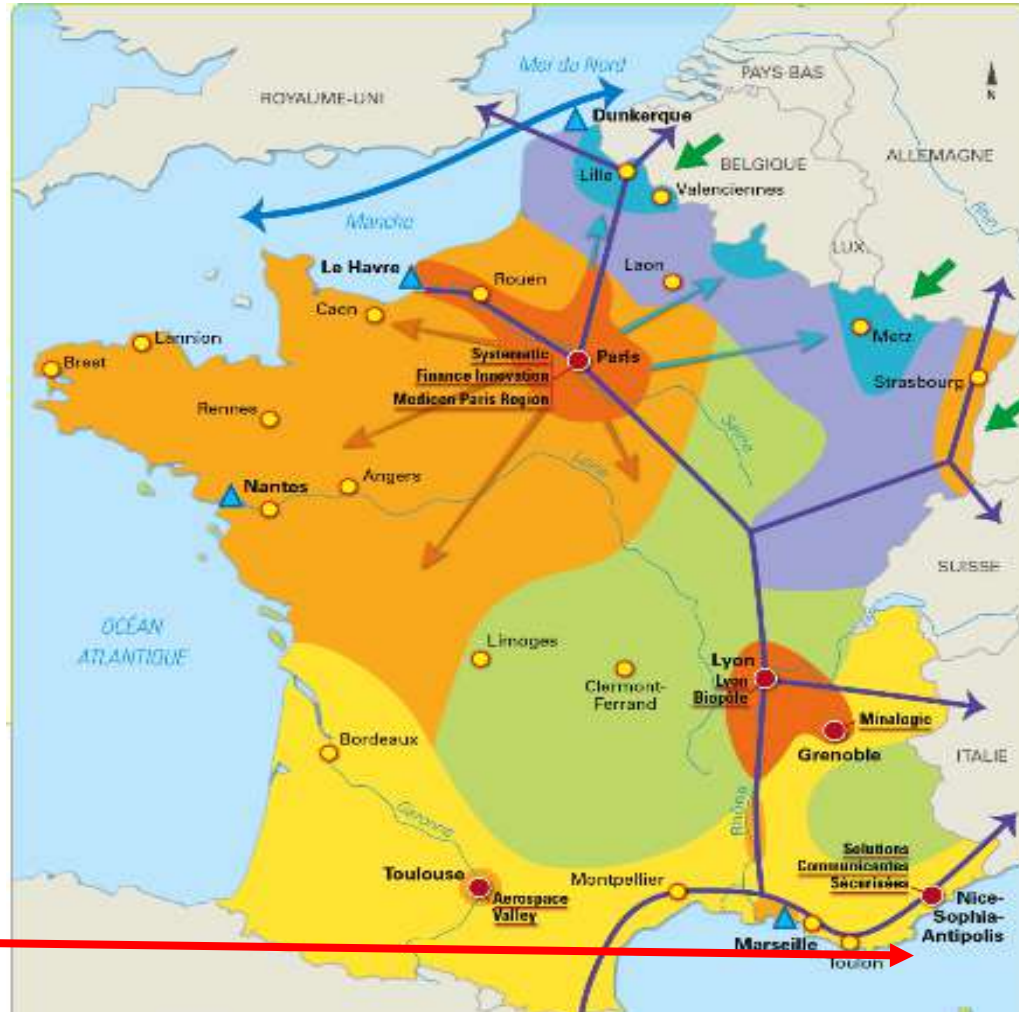 Mer du Nord
PAYS-BAS
ROYAUME-UNI
N
Dunkerque
ALLEMAGNE
BELGIQUE
Lille
Valenciennes
Rhin
Manche
LUX.
Le Havre
Rouen
Laon
Caen
Metz
Lannion
Brest
Systematic
Paris
Finance Innovation
Strasbourg
Medicen Paris Region
Rennes
Seine
Loire
Angers
Nantes
SUISSE
OCÉAN
ATLANTIQUE
Limoges
Lyon
Lyon
Biopôle
Clermont-
Ferrand
Minalogic
Bordeaux
Grenoble
ITALIE
Garonne
Rhône
Solutions
Communicantes
Sécurisées
Toulouse
Montpellier
Aerospace
Valley
Nice-
Sophia-
Antipolis
Marseille
Toulon